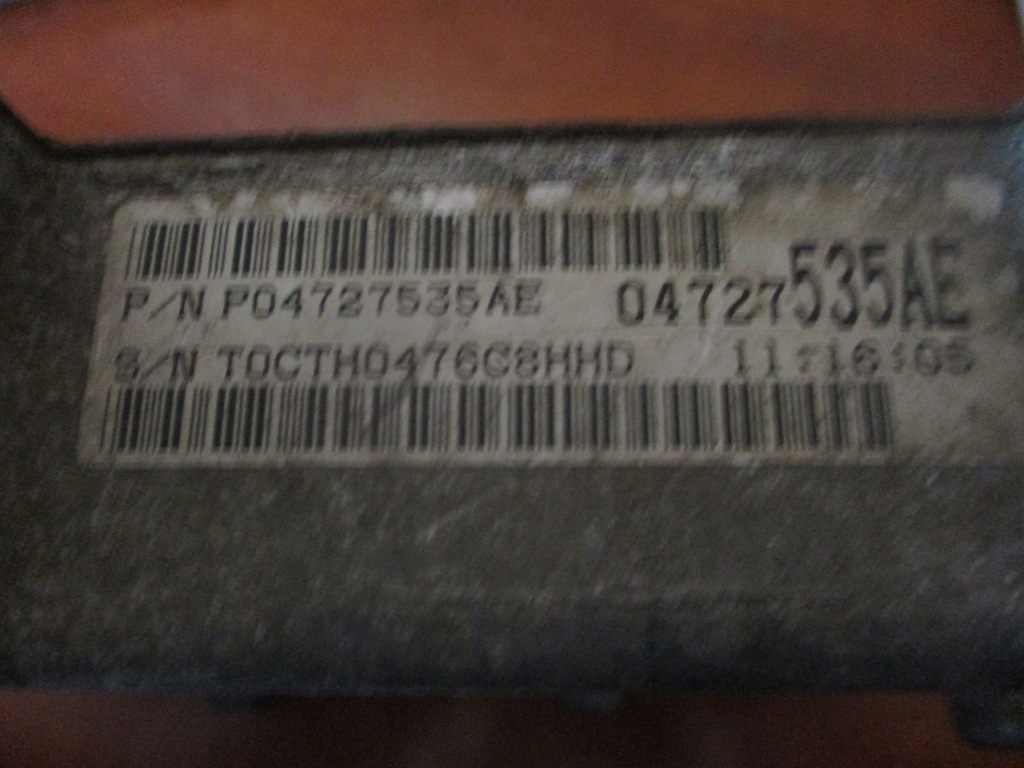 P/N P04727535AE 04727535AE
S/N T0CTH0476C8HHD 11:16:05